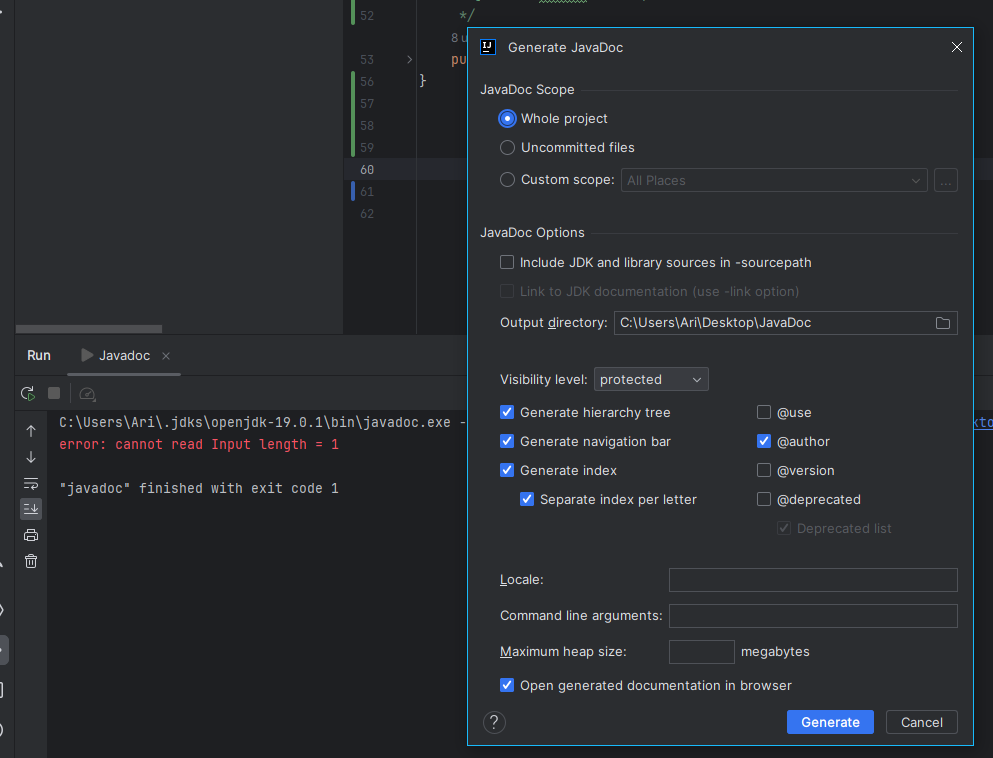 52 */
8 u
53 pu
56 }
57
58
59
60
61
62
Generate JavaDoc
JavaDoc Scope
Whole project
Uncommitted files
Custom scope: All Places ...
JavaDoc Options
Include JDK and library sources in -sourcepath
Link to JDK documentation (use -link option)
Output directory: C:\Users\Ari\Desktop\JavaDoc
Visibility level: protected
Generate hierarchy tree
@use
Generate navigation bar
@author
Generate index
@version
Separate index per letter
@deprecated
Deprecated list
Locale:
Command line arguments:
Maximum heap size: megabytes
Open generated documentation in browser
? Generate Cancel
Run Javadoc
C:\Users\Ari\.jdks\openjdk-19.0.1\bin\javadoc.exe - kto
error: cannot read Input length = 1
"javadoc" finished with exit code 1